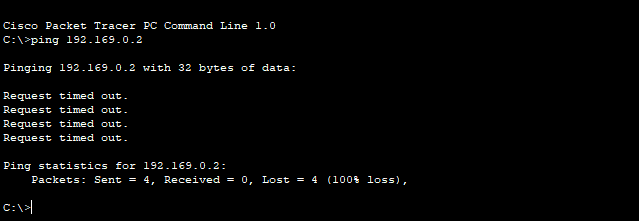 Cisco Packet Tracer PC Command Line 1.0
C:\>ping 192.169.0.2
Pinging 192.169.0.2 with 32 bytes of data:
Request timed out.
Request timed out.
Request timed out.
Request timed out.
Ping statistics for 192.169.0.2:
    Packets: Sent = 4, Received = 0, Lost = 4 (100% loss),
C:\>